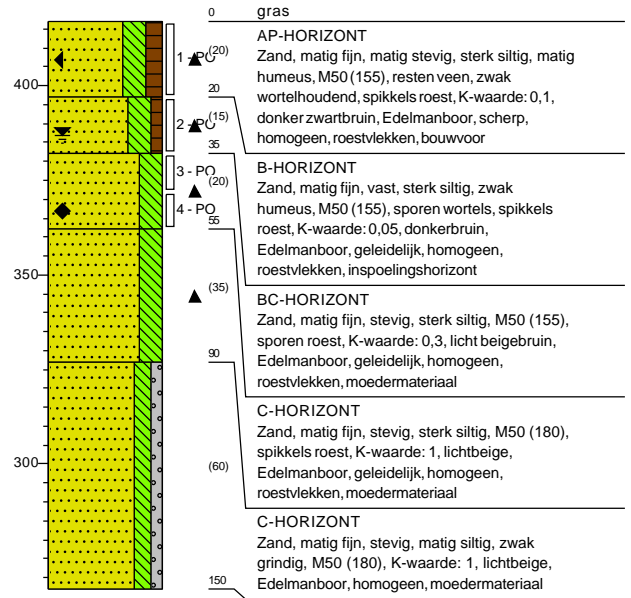 0 gras
AP-HORIZONT
Zand, matig fijn, matig stevig, sterk siltig, matig
humeus, M50 (155), resten veen, zwak
wortelhoudend, spikkels roest, K-waarde: 0,1,
donker zwartbruin, Edelmanboor, scherp,
homogeen, roestvlekken, bouwvoor
B-HORIZONT
Zand, matig fijn, vast, sterk siltig, zwak
humeus, M50 (155), sporen wortels, spikkels
roest, K-waarde: 0,05, donkerbruin,
Edelmanboor, geleidelijk, homogeen,
roestvlekken, inspoelingshorizont
BC-HORIZONT
Zand, matig fijn, stevig, sterk siltig, M50 (155),
sporen roest, K-waarde: 0,3, licht beigebruin,
Edelmanboor, geleidelijk, homogeen,
roestvlekken, moedermateriaal
C-HORIZONT
Zand, matig fijn, stevig, sterk siltig, M50 (180),
spikkels roest, K-waarde: 1, lichtbeige,
Edelmanboor, geleidelijk, homogeen,
roestvlekken, moedermateriaal
C-HORIZONT
Zand, matig fijn, stevig, matig siltig, zwak
grindig, M50 (180), K-waarde: 1, lichtbeige,
Edelmanboor, homogeen, moedermateriaal
400
350
300
1 - PO
2 - PO
3 - PO
4 - PO
(20)
20
(15)
35
(20)
55
(35)
90
(60)
150